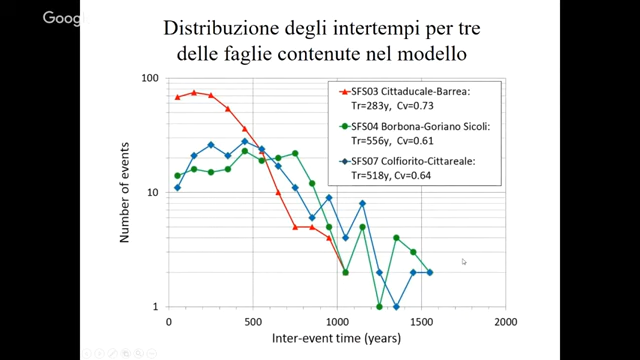 Google
Distribuzione degli intertempi per tre
delle faglie contenute nel modello
100
10
1
Number of events
SFS03 Cittaducale-Barrea:
Tr=283y, Cv=0.73
SFS04 Borbona-Goriano Sicoli:
Tr=556y, Cv=0.61
SFS07 Colfiorito-Cittareale:
Tr=518y, Cv=0.64
0 500 1000 1500 2000
Inter-event time (years)